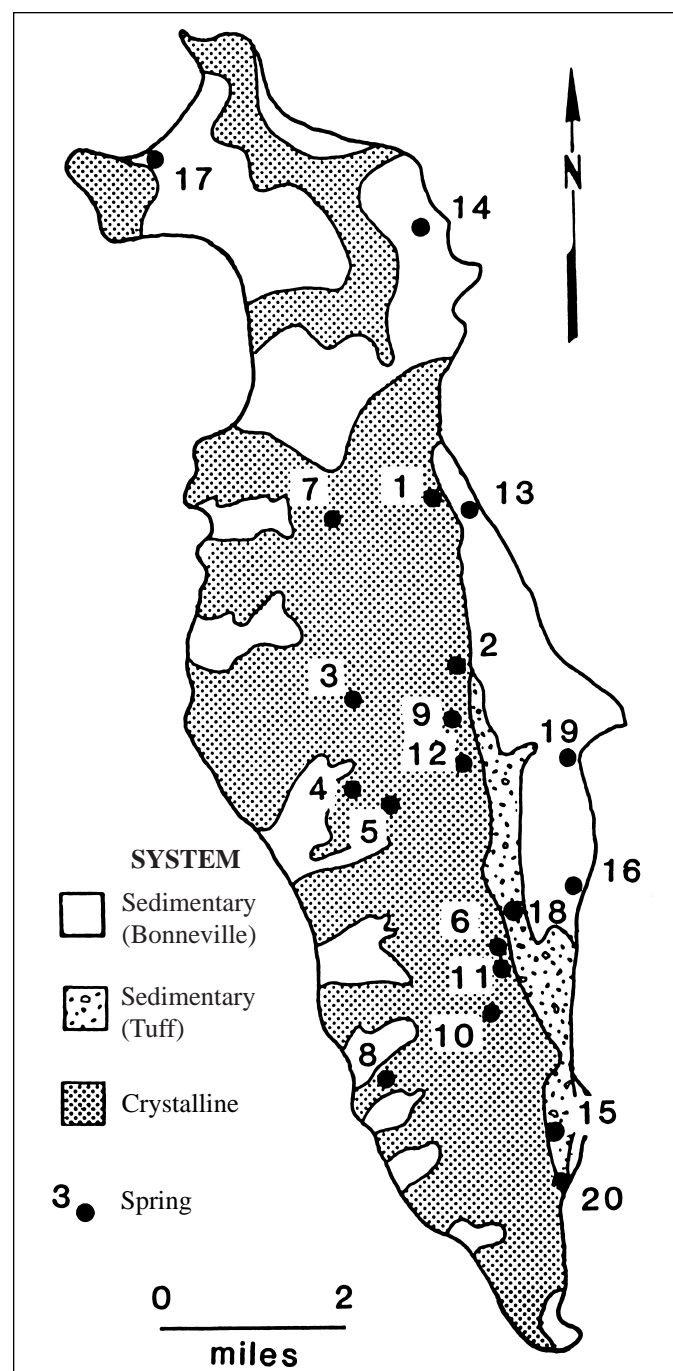 N
17
14
7
1
13
2
3
9
12
19
4
5
16
18
6
11
10
8
15
20
SYSTEM
Sedimentary
(Bonneville)
Sedimentary
(Tuff)
Crystalline
3
Spring
0 2
miles